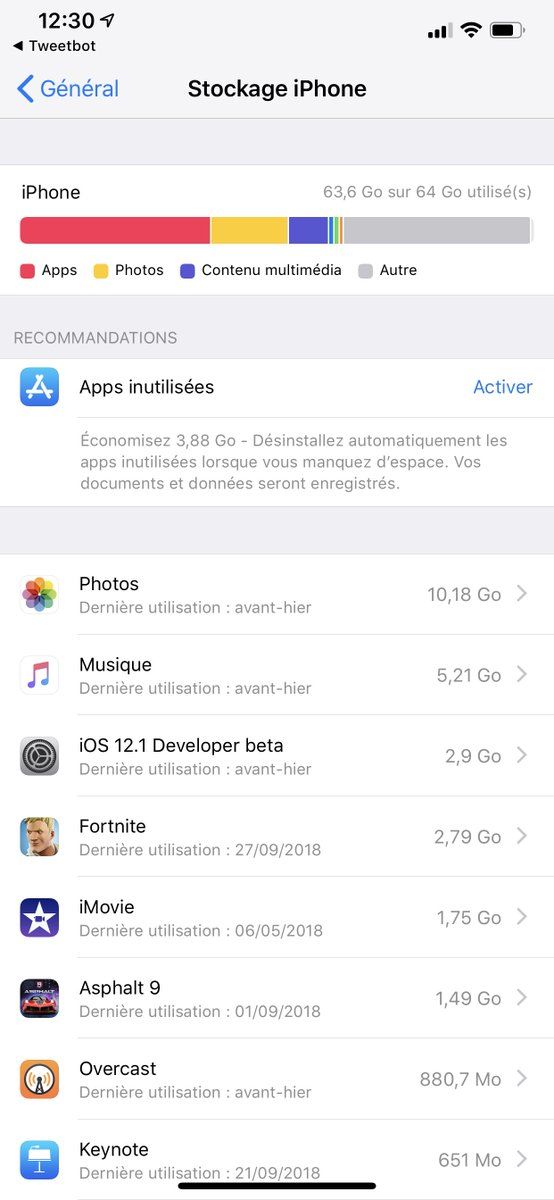 12:30
Tweetbot
Général
Stockage iPhone
iPhone
63,6 Go sur 64 Go utilisé(s)
Apps
Photos
Contenu multimédia
Autre
RECOMMANDATIONS
Apps inutilisées
Activer
Économisez 3,88 Go - Désinstallez automatiquement les
apps inutilisées lorsque vous manquez d’espace. Vos
documents et données seront enregistrés.
Photos
10,18 Go
Dernière utilisation : avant-hier
Musique
5,21 Go
Dernière utilisation : avant-hier
iOS 12.1 Developer beta
2,9 Go
Dernière utilisation : avant-hier
Fortnite
2,79 Go
Dernière utilisation : 27/09/2018
iMovie
1,75 Go
Dernière utilisation : 06/05/2018
Asphalt 9
1,49 Go
Dernière utilisation : 01/09/2018
Overcast
880,7 Mo
Dernière utilisation : avant-hier
Keynote
651 Mo
Dernière utilisation : 21/09/2018